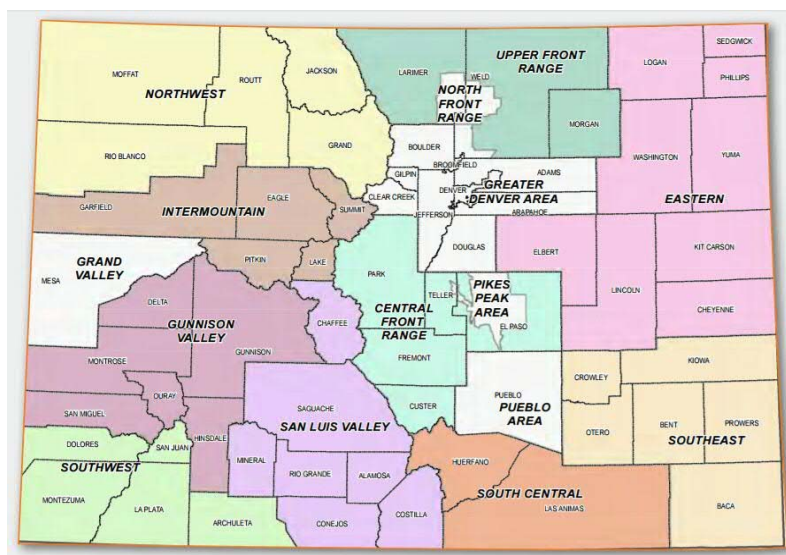 SEDGWICK
LOGAN
UPPER FRONT
RANGE
JACKSON
LARIMER
MOFFAT
ROUTT
WELD
PHILLIPS
NORTHWEST
NORTH
FRONT
RANGE
MORGAN
BOULDER
GRAND
WASHINGTON
YUMA
RIO BLANCO
BROOMFIELD
GILPIN
ADAMS
GREATER
DENVER AREA
DENVER
CLEAR CREEK
EAGLE
EASTERN
GARFIELD
INTERMOUNTAIN
SUMMIT
JEFFERSON
ARAPAHOE
DOUGLAS
ELBERT
KIT CARSON
GRAND
VALLEY
PITKIN
LAKE
PARK
MESA
PIKES
PEAK
AREA
LINCOLN
TELLER
DELTA
CENTRAL
FRONT
RANGE
CHEYENNE
GUNNISON
VALLEY
CHAFFEE
EL PASO
GUNNISON
MONTROSE
FREMONT
KIOWA
CROWLEY
OURAY
PUEBLO
SAGUACHE
CUSTER
PUEBLO
AREA
SAN MIGUEL
SAN LUIS VALLEY
BENT
PROWERS
OTERO
HINSDALE
SOUTHEAST
DOLORES
SAN JUAN
MINERAL
HUERFANO
SOUTHWEST
RIO GRANDE
ALAMOSA
SOUTH CENTRAL
MONTEZUMA
LA PLATA
LAS ANIMAS
BACA
COSTILLA
ARCHULETA
CONEJOS